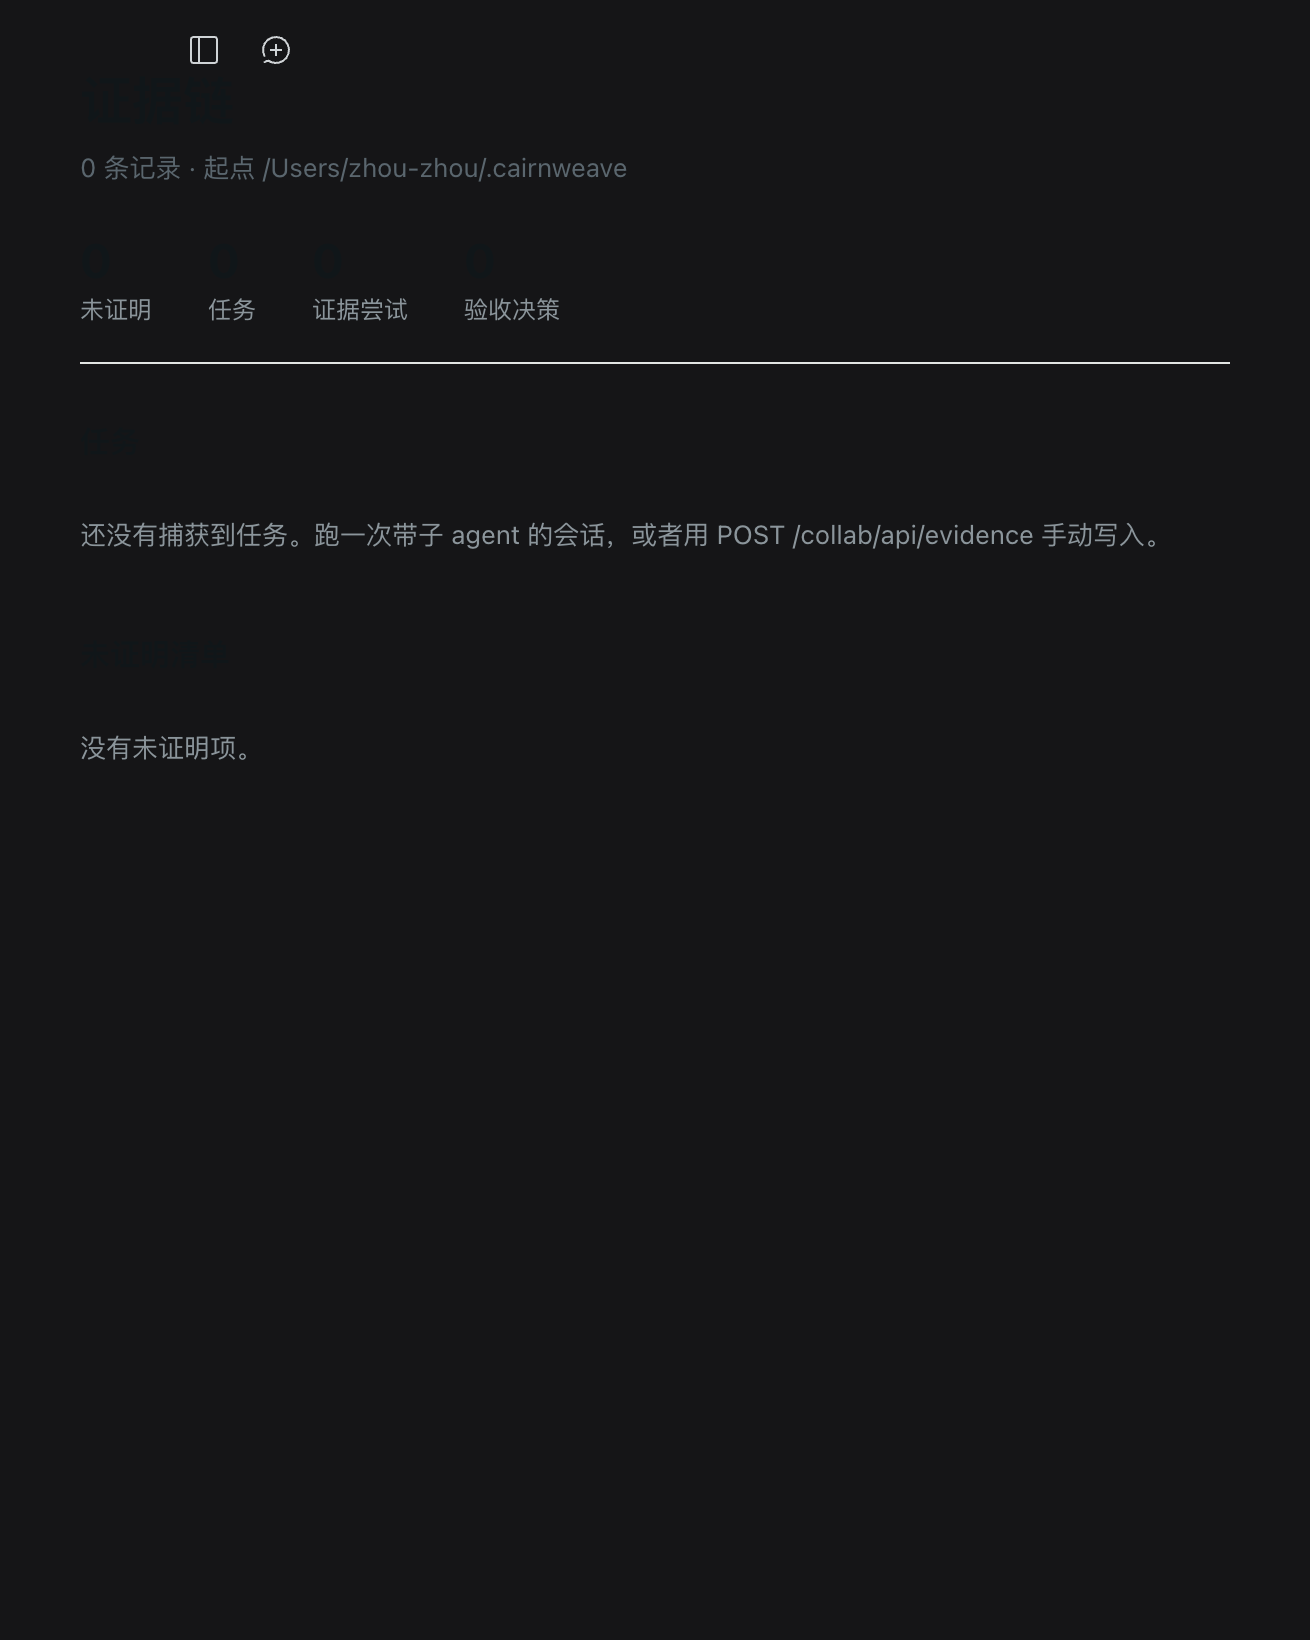 0 条记录 · 起点 /Users/zhou-zhou/.cairnweave
未证明 任务 证据尝试 验收决策
还没有捕获到任务。跑一次带子 agent 的会话，或者用 POST /collab/api/evidence 手动写入。
没有未证明项。